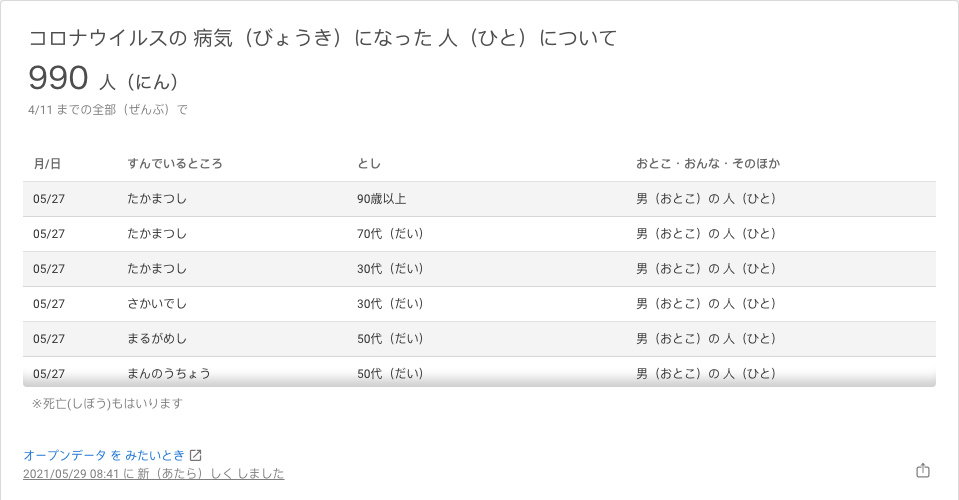 コロナウイルスの 病気（びょうき）になった 人（ひと）について
990 人（にん）
4/11 までの全部（ぜんぶ）で
月/日 すんでいるところ とし おとこ・おんな・そのほか
05/27 たかまつし 90歳以上 男（おとこ）の 人（ひと）
05/27 たかまつし 70代（だい） 男（おとこ）の 人（ひと）
05/27 たかまつし 30代（だい） 男（おとこ）の 人（ひと）
05/27 さかいでし 30代（だい） 男（おとこ）の 人（ひと）
05/27 まるがめし 50代（だい） 男（おとこ）の 人（ひと）
05/27 まんのうちょう 50代（だい） 男（おとこ）の 人（ひと）
※死亡(しぼう)もはいります
オープンデータ を みたいとき
2021/05/29 08:41 に 新（あたら）しく しました